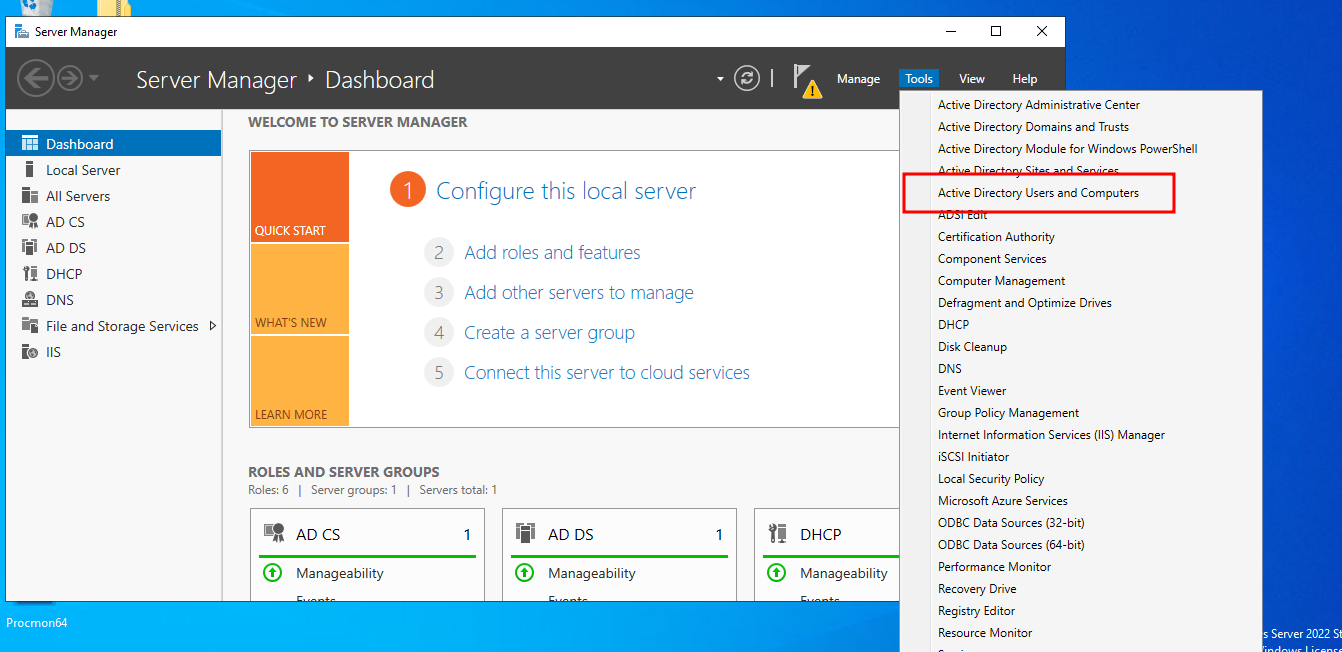 Server Manager
Server Manager ‣ Dashboard
Manage Tools View Help
Dashboard
Local Server
All Servers
AD CS
AD DS
DHCP
DNS
File and Storage Services
IIS
WELCOME TO SERVER MANAGER
QUICK START
WHAT'S NEW
LEARN MORE
1 Configure this local server
2 Add roles and features
3 Add other servers to manage
4 Create a server group
5 Connect this server to cloud services
ROLES AND SERVER GROUPS
Roles: 6 | Server groups: 1 | Servers total: 1
AD CS 1
Manageability
Events
AD DS 1
Manageability
Events
DHCP
Manageability
Events
Active Directory Administrative Center
Active Directory Domains and Trusts
Active Directory Module for Windows PowerShell
Active Directory Sites and Services
Active Directory Users and Computers
ADSI Edit
Certification Authority
Component Services
Computer Management
Defragment and Optimize Drives
DHCP
Disk Cleanup
DNS
Event Viewer
Group Policy Management
Internet Information Services (IIS) Manager
iSCSI Initiator
Local Security Policy
Microsoft Azure Services
ODBC Data Sources (32-bit)
ODBC Data Sources (64-bit)
Performance Monitor
Recovery Drive
Registry Editor
Resource Monitor
Procmon64
s Server 2022 St
indows Licens